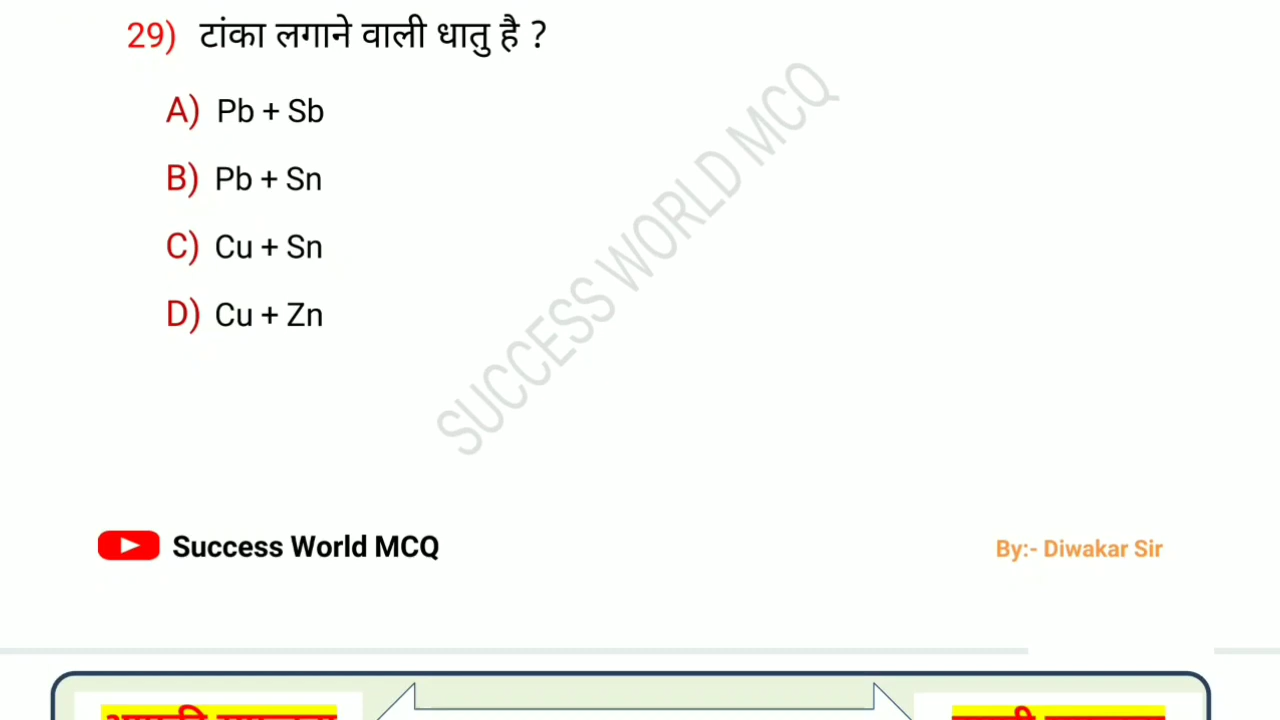 29) टांका लगाने वाली धातु है ?
A) Pb + Sb
B) Pb + Sn
C) Cu + Sn
D) Cu + Zn
SUCCESS WORLD MCQ
Success World MCQ
By:- Diwakar Sir